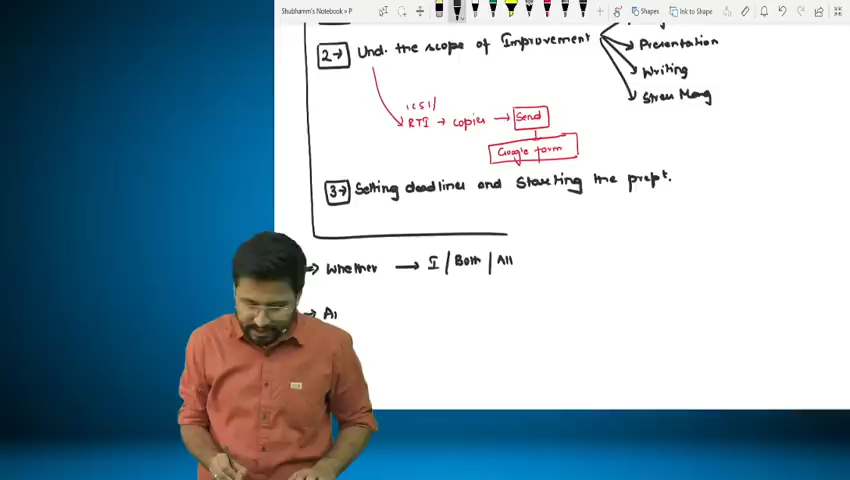 Shubhamm's Notebook » P
Shapes
Ink to Shape
2→ Und. the scope of Improvement
Presentation
Writing
Stress Mang
ICSI/
RTI → copies → Send
Google form
3→ Setting deadlines and Starting the prept.
→ Whether → I / Both / All
→ A